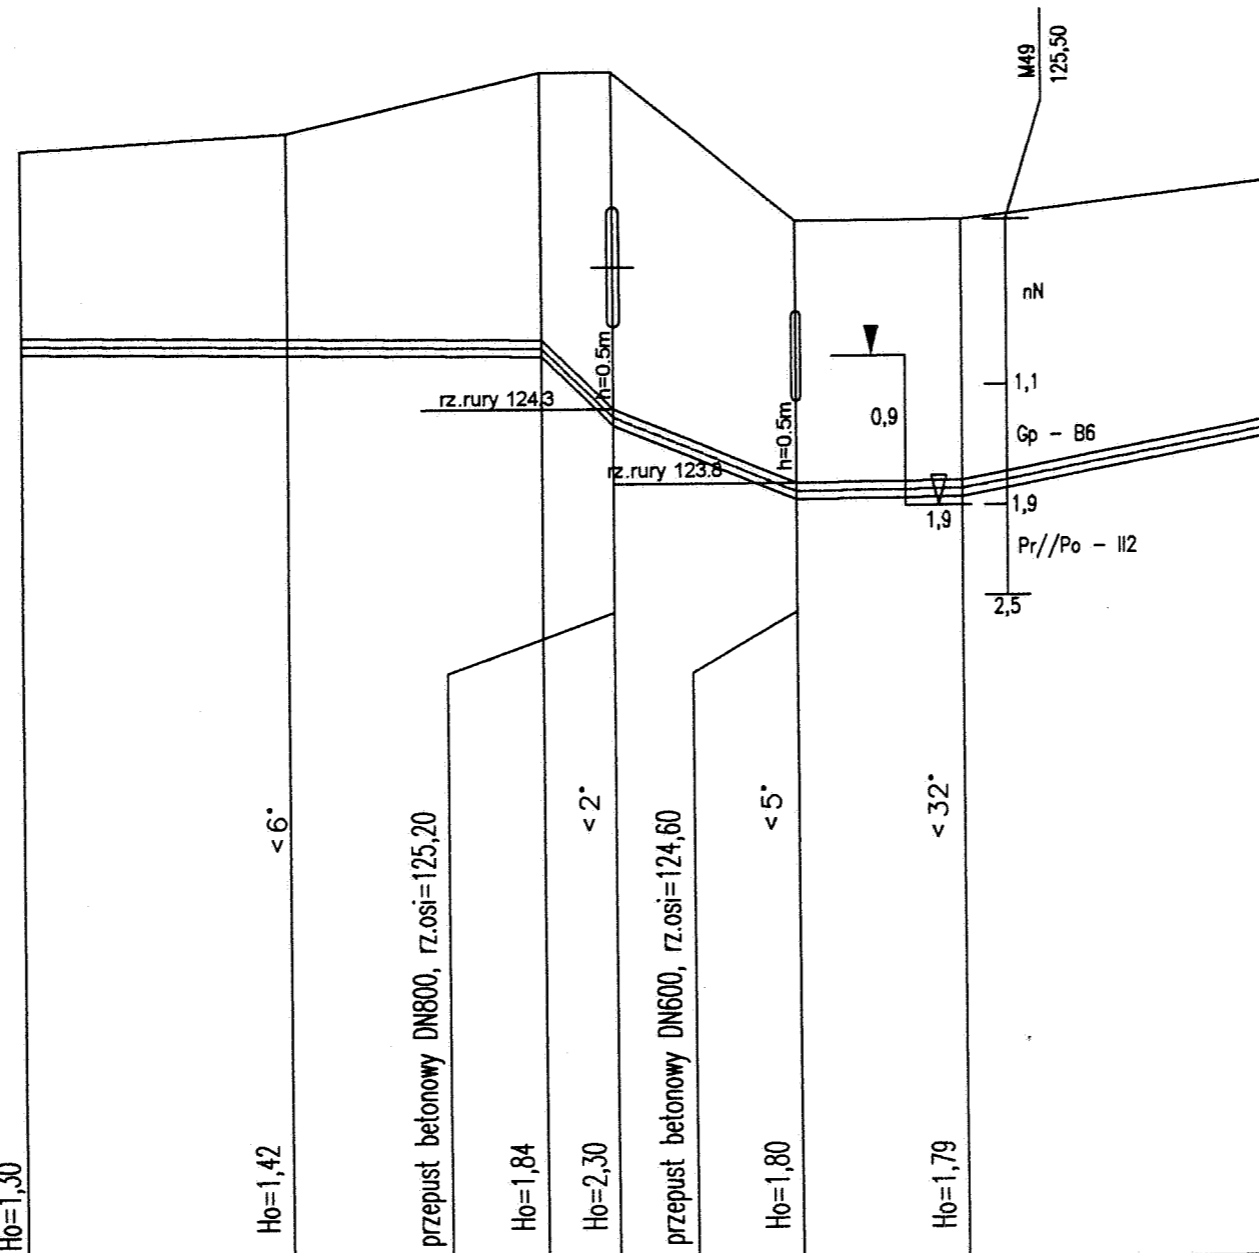 M49
125,50
nN
1,1
h=0.5m
rz.rury 124.3
0,9
h=0.5m
Gp - B6
rz.rury 123.8
1,9
1,9
Pr//Po - II2
2,5
<6°
<2°
<5°
<32°
przepust betonowy DN800, rz.osi=125,20
przepust betonowy DN600, rz.osi=124,60
Ho=1,30
Ho=1,42
Ho=1,84
Ho=2,30
Ho=1,80
Ho=1,79